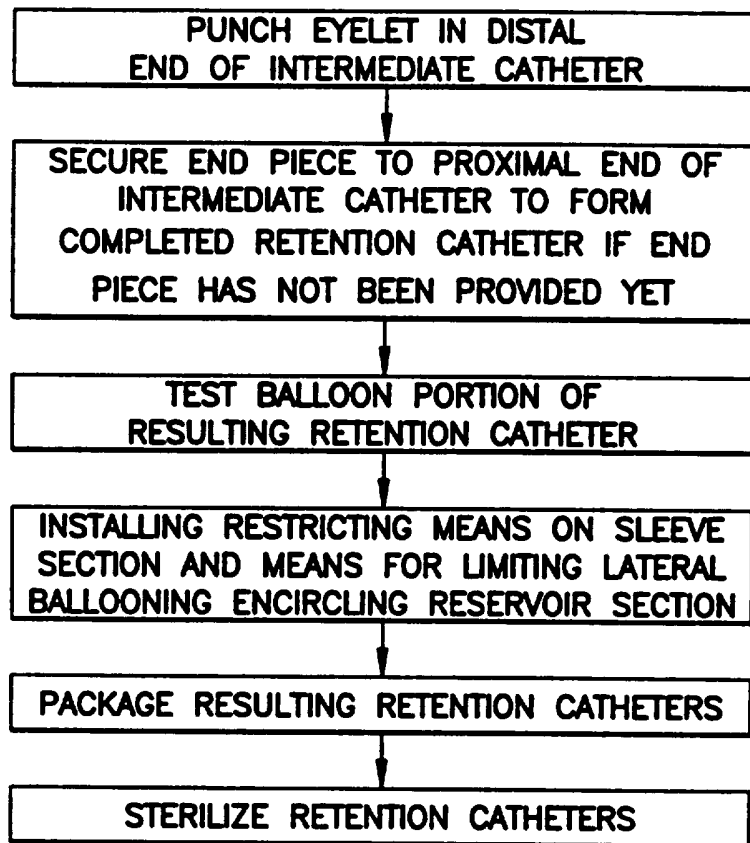 PUNCH EYELET IN DISTAL
END OF INTERMEDIATE CATHETER
SECURE END PIECE TO PROXIMAL END OF
INTERMEDIATE CATHETER TO FORM
COMPLETED RETENTION CATHETER IF END
PIECE HAS NOT BEEN PROVIDED YET
TEST BALLOON PORTION OF
RESULTING RETENTION CATHETER
INSTALLING RESTRICTING MEANS ON SLEEVE
SECTION AND MEANS FOR LIMITING LATERAL
BALLOONING ENCIRCLING RESERVOIR SECTION
PACKAGE RESULTING RETENTION CATHETERS
STERILIZE RETENTION CATHETERS